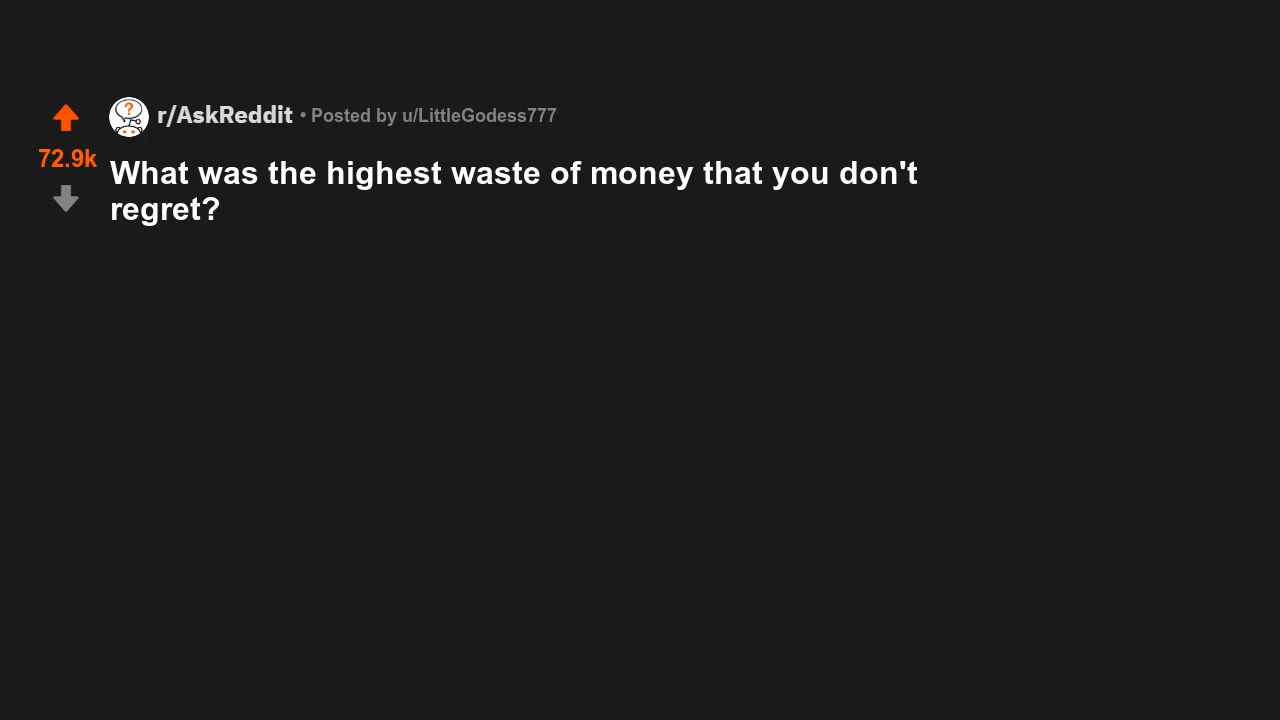 r/AskReddit • Posted by u/LittleGodess777
72.9k
What was the highest waste of money that you don't
regret?